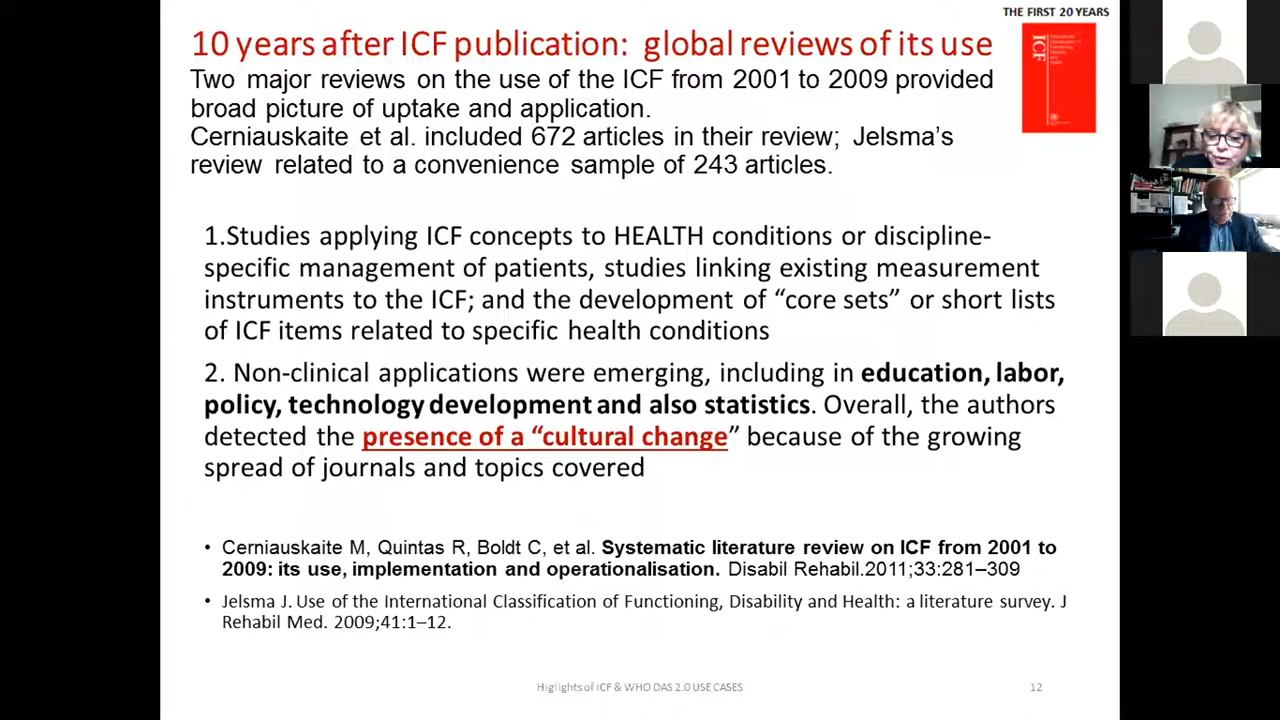 THE FIRST 20 YEARS
10 years after ICF publication: global reviews of its use
Two major reviews on the use of the ICF from 2001 to 2009 provided
broad picture of uptake and application.
Cerniauskaite et al. included 672 articles in their review; Jelsma’s
review related to a convenience sample of 243 articles.
ICF
1.Studies applying ICF concepts to HEALTH conditions or discipline-
specific management of patients, studies linking existing measurement
instruments to the ICF; and the development of “core sets” or short lists
of ICF items related to specific health conditions
2. Non-clinical applications were emerging, including in education, labor,
policy, technology development and also statistics. Overall, the authors
detected the presence of a “cultural change” because of the growing
spread of journals and topics covered
• Cerniauskaite M, Quintas R, Boldt C, et al. Systematic literature review on ICF from 2001 to
2009: its use, implementation and operationalisation. Disabil Rehabil.2011;33:281–309
• Jelsma J. Use of the International Classification of Functioning, Disability and Health: a literature survey. J
Rehabil Med. 2009;41:1–12.
Higlights of ICF & WHO DAS 2.0 USE CASES
12